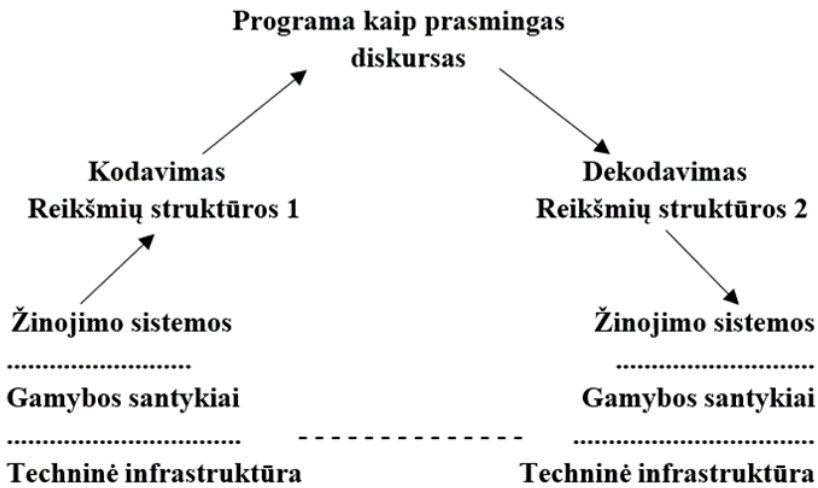 Programa kaip prasmingas
diskursas
Kodavimas
Reikšmių struktūros 1
Dekodavimas
Reikšmių struktūros 2
Žinojimo sistemos
Gamybos santykiai
Techninė infrastruktūra
Žinojimo sistemos
Gamybos santykiai
Techninė infrastruktūra